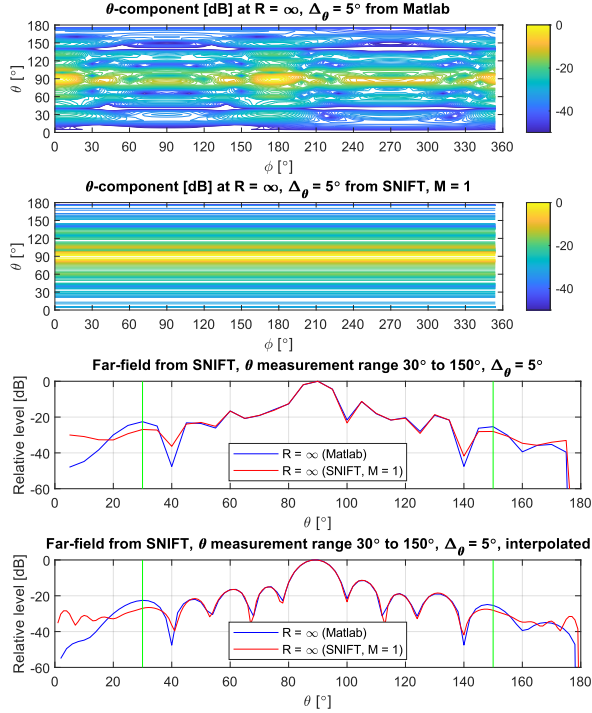 θ-component [dB] at R = ∞, Δθ = 5° from Matlab
180
150
120
90
60
30
0
θ [°]
0 30 60 90 120 150 180 210 240 270 300 330 360
ϕ [°]
0
-20
-40
θ-component [dB] at R = ∞, Δθ = 5° from SNIFT, M = 1
180
150
120
90
60
30
0
θ [°]
0 30 60 90 120 150 180 210 240 270 300 330 360
ϕ [°]
0
-20
-40
Far-field from SNIFT, θ measurement range 30° to 150°, Δθ = 5°
0
-20
-40
-60
Relative level [dB]
R = ∞ (Matlab)
R = ∞ (SNIFT, M = 1)
0 20 40 60 80 100 120 140 160 180
θ [°]
Far-field from SNIFT, θ measurement range 30° to 150°, Δθ = 5°, interpolated
0
-20
-40
-60
Relative level [dB]
R = ∞ (Matlab)
R = ∞ (SNIFT, M = 1)
0 20 40 60 80 100 120 140 160 180
θ [°]